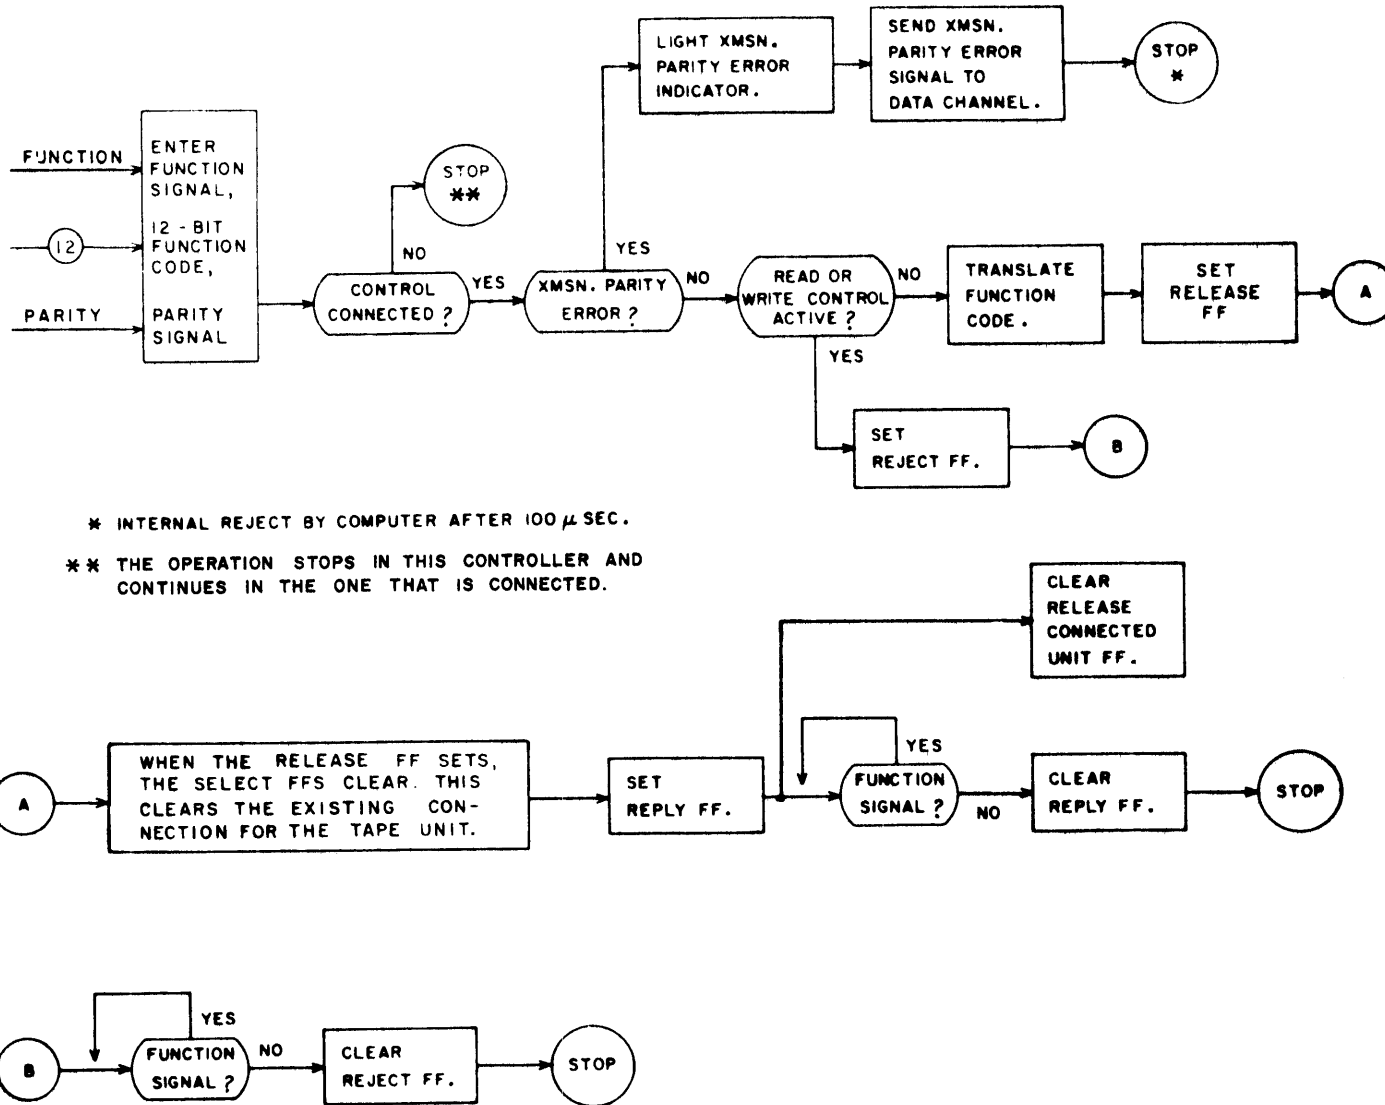 FUNCTION
12
PARITY
ENTER
FUNCTION
SIGNAL,
12 - BIT
FUNCTION
CODE,
PARITY
SIGNAL
CONTROL
CONNECTED ?
NO
STOP
**
YES
XMSN. PARITY
ERROR ?
YES
LIGHT XMSN.
PARITY ERROR
INDICATOR.
SEND XMSN.
PARITY ERROR
SIGNAL TO
DATA CHANNEL.
STOP
*
NO
READ OR
WRITE CONTROL
ACTIVE ?
NO
TRANSLATE
FUNCTION
CODE.
SET
RELEASE
FF
A
YES
SET
REJECT FF.
B
* INTERNAL REJECT BY COMPUTER AFTER 100 μ SEC.
** THE OPERATION STOPS IN THIS CONTROLLER AND
CONTINUES IN THE ONE THAT IS CONNECTED.
A
WHEN THE RELEASE FF SETS,
THE SELECT FFS CLEAR. THIS
CLEARS THE EXISTING CON-
NECTION FOR THE TAPE UNIT.
SET
REPLY FF.
CLEAR
RELEASE
CONNECTED
UNIT FF.
YES
FUNCTION
SIGNAL ?
NO
CLEAR
REPLY FF.
STOP
B
YES
FUNCTION
SIGNAL ?
NO
CLEAR
REJECT FF.
STOP